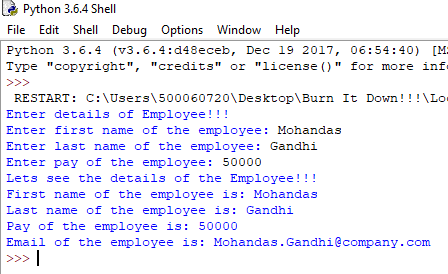 Python 3.6.4 Shell
File Edit Shell Debug Options Window Help
Python 3.6.4 (v3.6.4:d48eceb, Dec 19 2017, 06:54:40) [M
Type "copyright", "credits" or "license()" for more
>>>
RESTART: C:\Users\500060720\Desktop\Burn It Down!!!\
Enter details of Employee!!!
Enter first name of the employee: Mohandas
Enter last name of the employee: Gandhi
Enter pay of the employee: 50000
Lets see the details of the Employee!!!
First name of the employee is: Mohandas
Last name of the employee is: Gandhi
Pay of the employee is: 50000
Email of the employee is: Mohandas.Gandhi@company.com
>>>